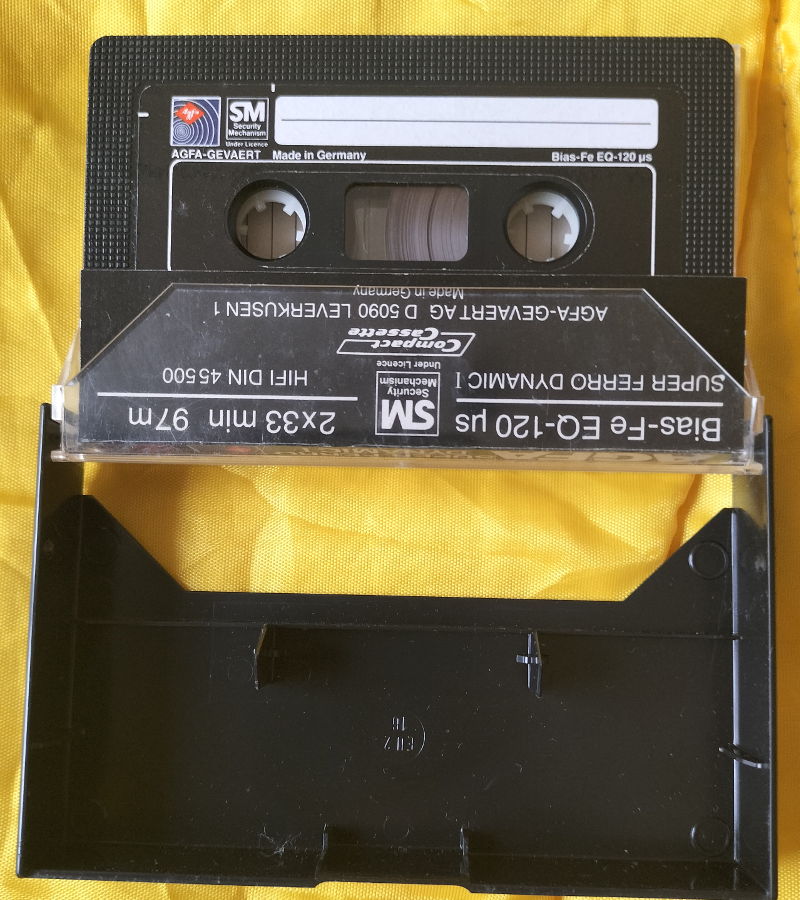 Agfa
SM
Security
Mechanism
Under Licence
AGFA-GEVAERT Made in Germany
Bias-Fe EQ-120 µs
Bias-Fe EQ-120 µs
SUPER FERRO DYNAMIC I
SM
Security
Mechanism
Under Licence
2x33 min 97m
HIFI DIN 45500
Compact
Cassette
AGFA-GEVAERT AG D 5090 LEVERKUSEN 1
Made in Germany